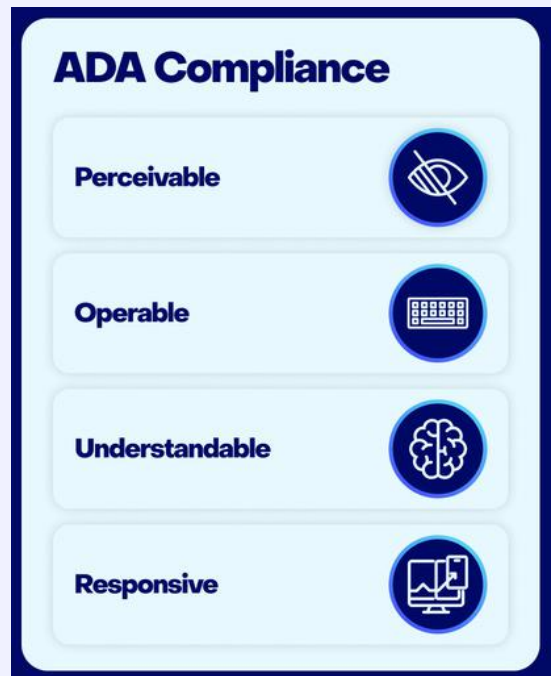 ADA Compliance
Perceivable
Operable
Understandable
Responsive